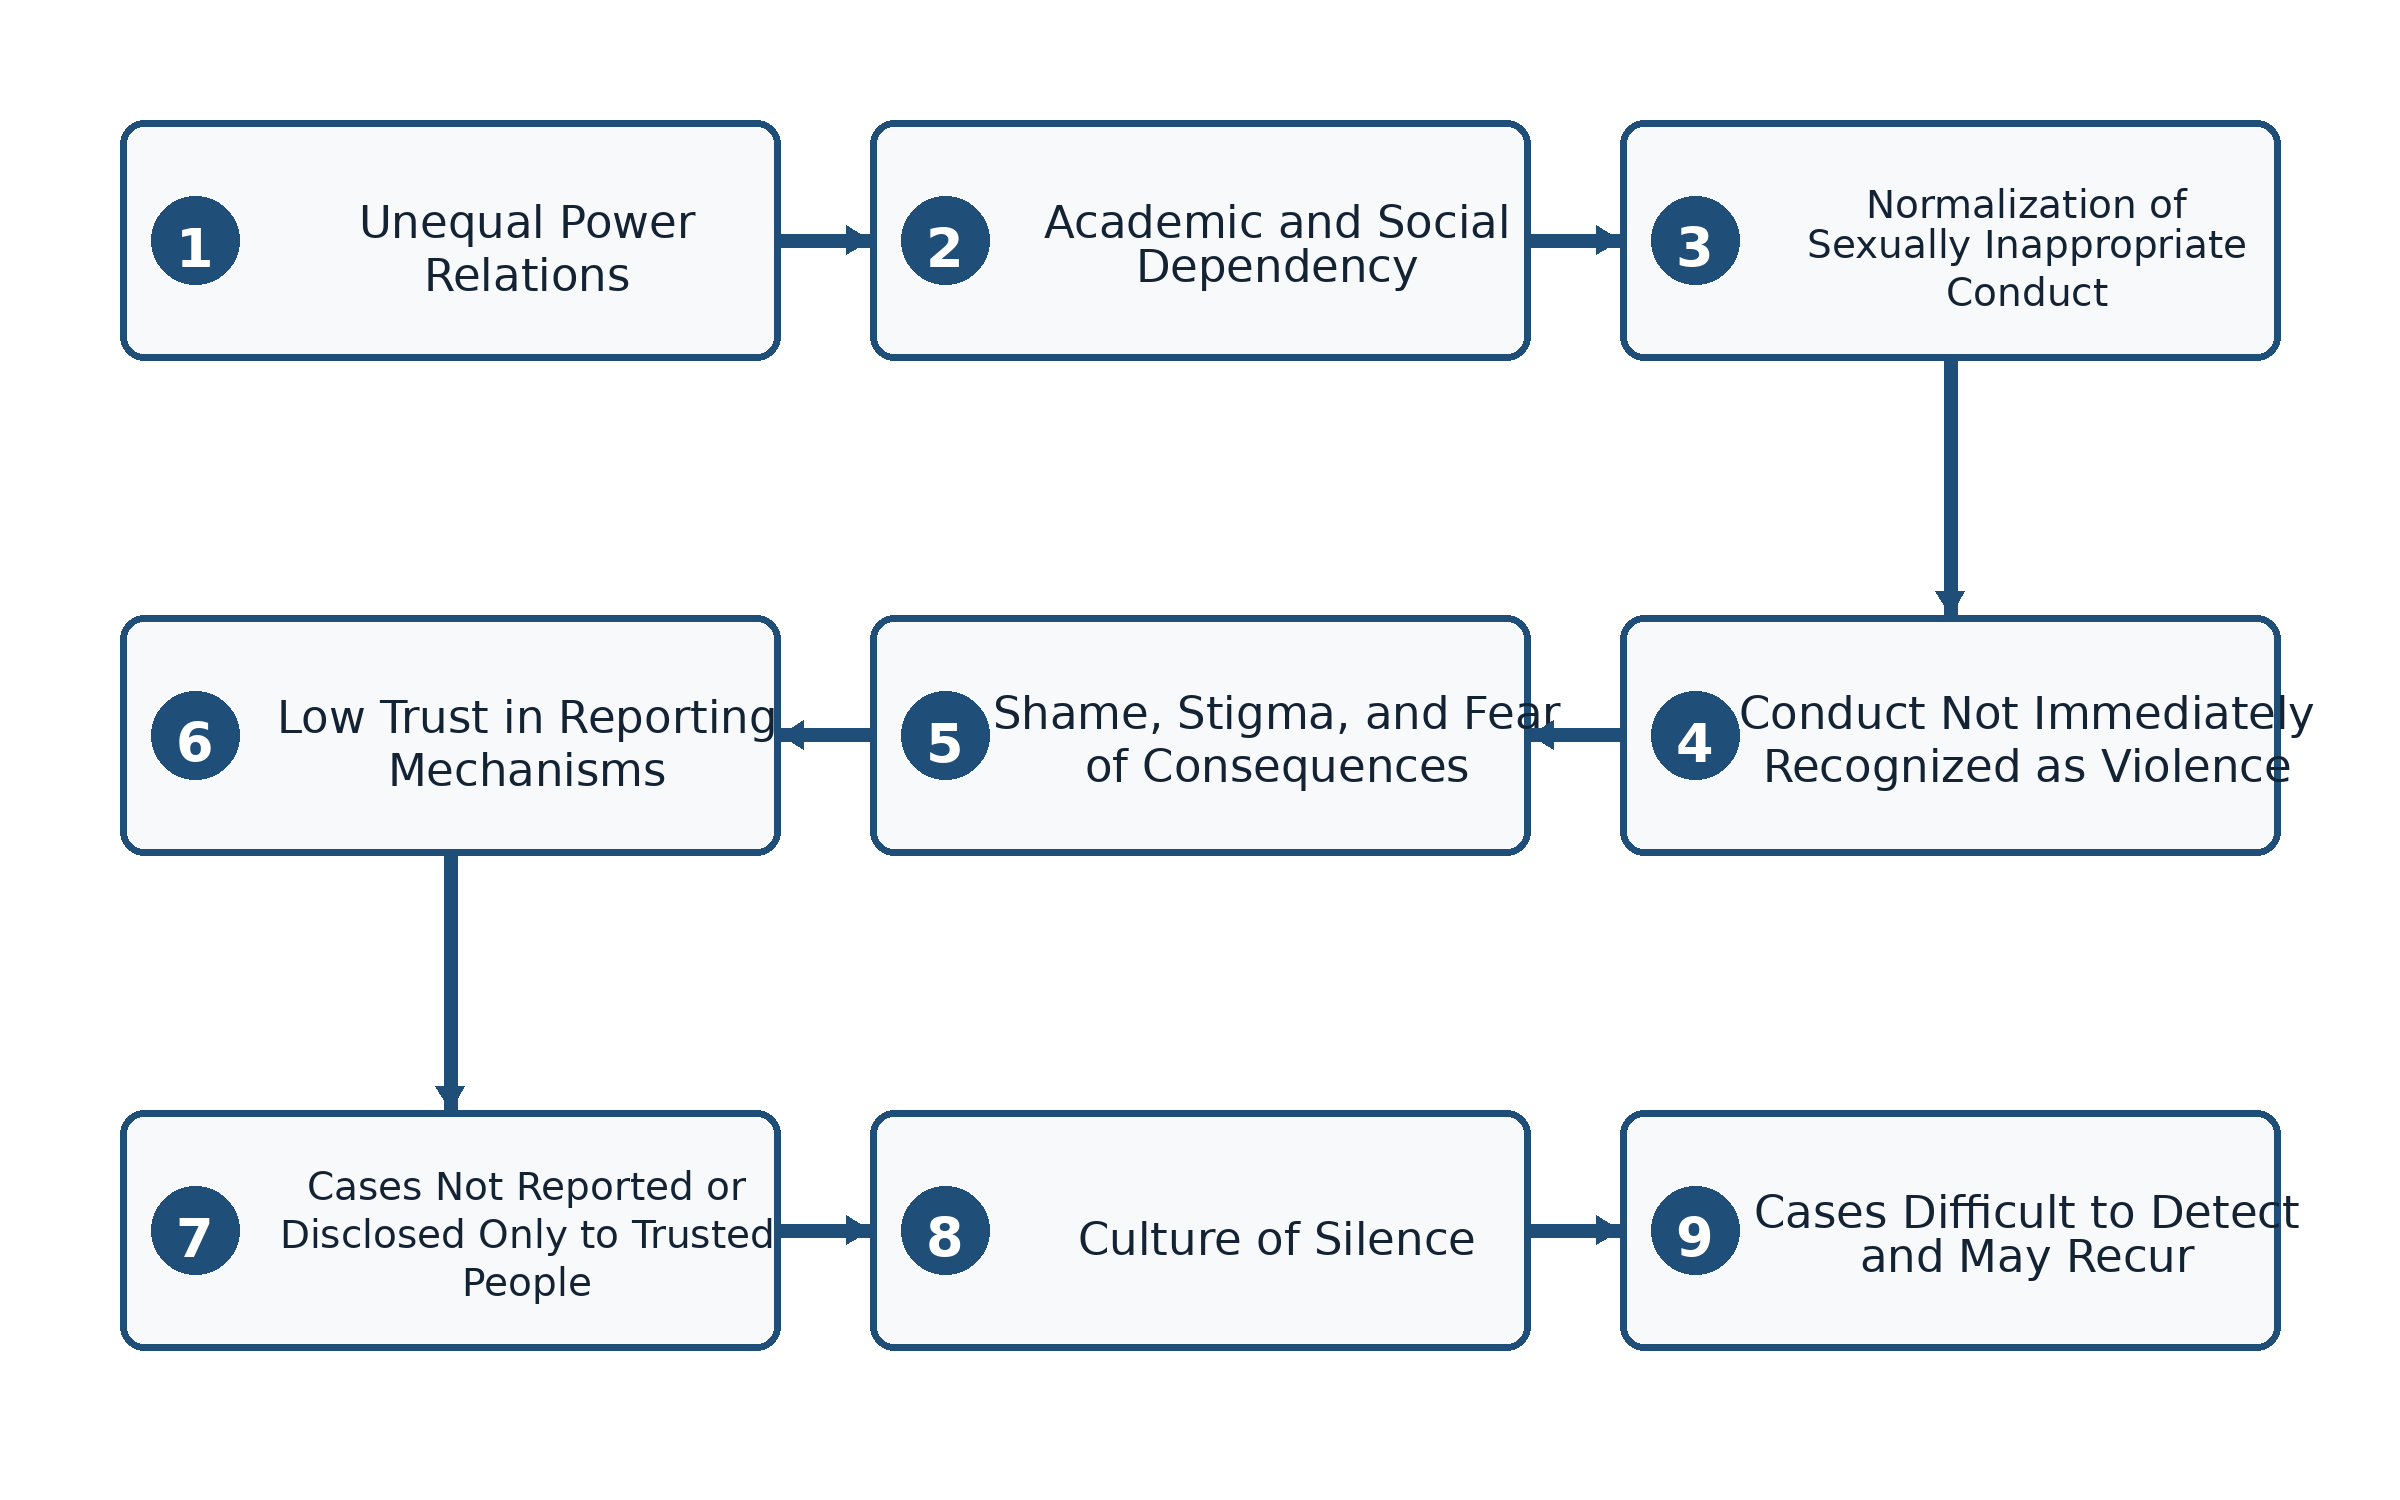 1
Unequal Power
Relations
2
Academic and Social
Dependency
3
Normalization of
Sexually Inappropriate
Conduct
4
Conduct Not Immediately
Recognized as Violence
5
Shame, Stigma, and Fear
of Consequences
6
Low Trust in Reporting
Mechanisms
7
Cases Not Reported or
Disclosed Only to Trusted
People
8
Culture of Silence
9
Cases Difficult to Detect
and May Recur